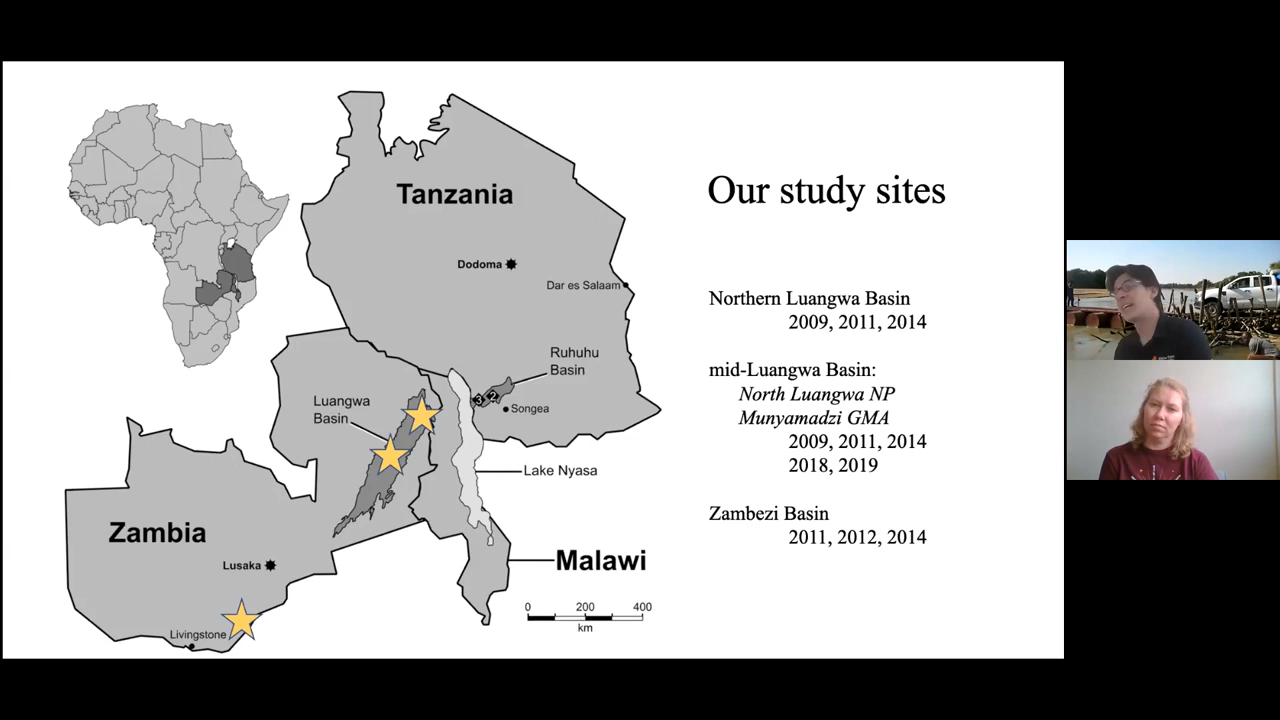 Tanzania
Dodoma
Dar es Salaam
Ruhuhu
Basin
Luangwa
Basin
3
2
Songea
Lake Nyasa
Zambia
Lusaka
Malawi
Livingstone
0 200 400
km
Our study sites
Northern Luangwa Basin
2009, 2011, 2014
mid-Luangwa Basin:
North Luangwa NP
Munyamadzi GMA
2009, 2011, 2014
2018, 2019
Zambezi Basin
2011, 2012, 2014